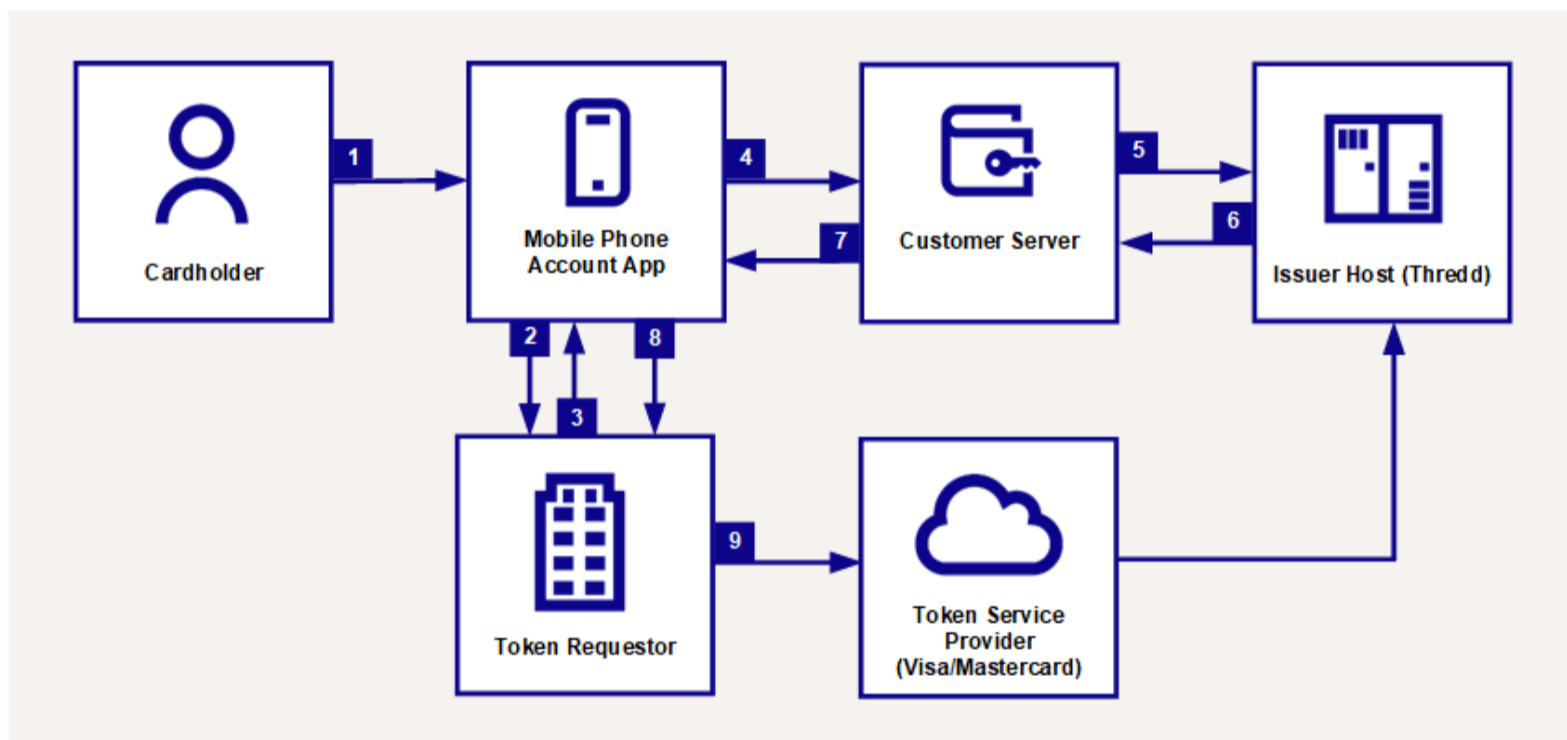 1
4
5
6
7
Cardholder
Mobile Phone
Account App
Customer Server
Issuer Host (Thredd)
2
8
3
9
Token Requestor
Token Service
Provider
(Visa/Mastercard)